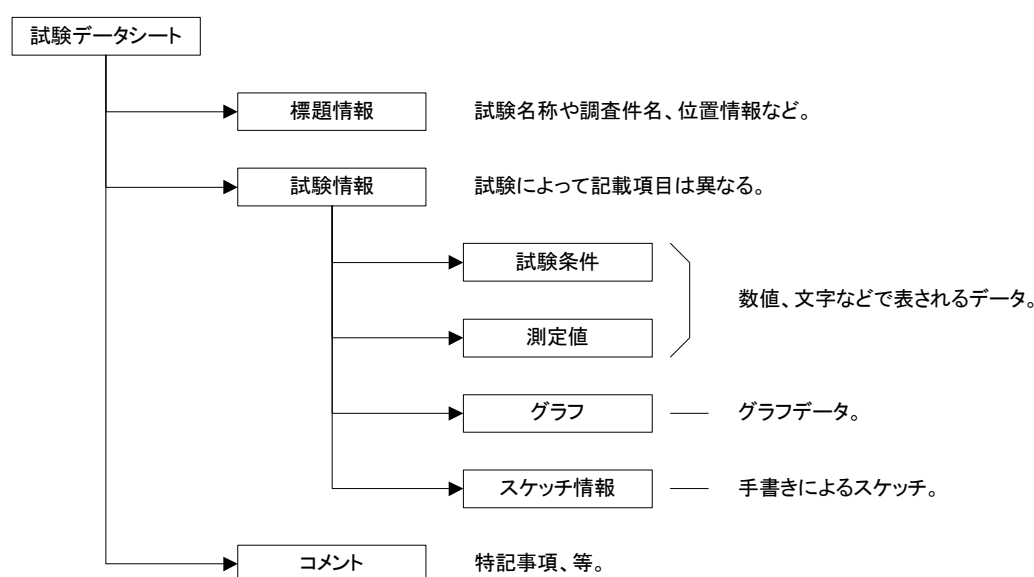 試験データシート
標題情報
試験名称や調査件名、位置情報など。
試験情報
試験によって記載項目は異なる。
試験条件
数値、文字などで表されるデータ。
測定値
グラフ
グラフデータ。
スケッチ情報
手書きによるスケッチ。
コメント
特記事項、等。